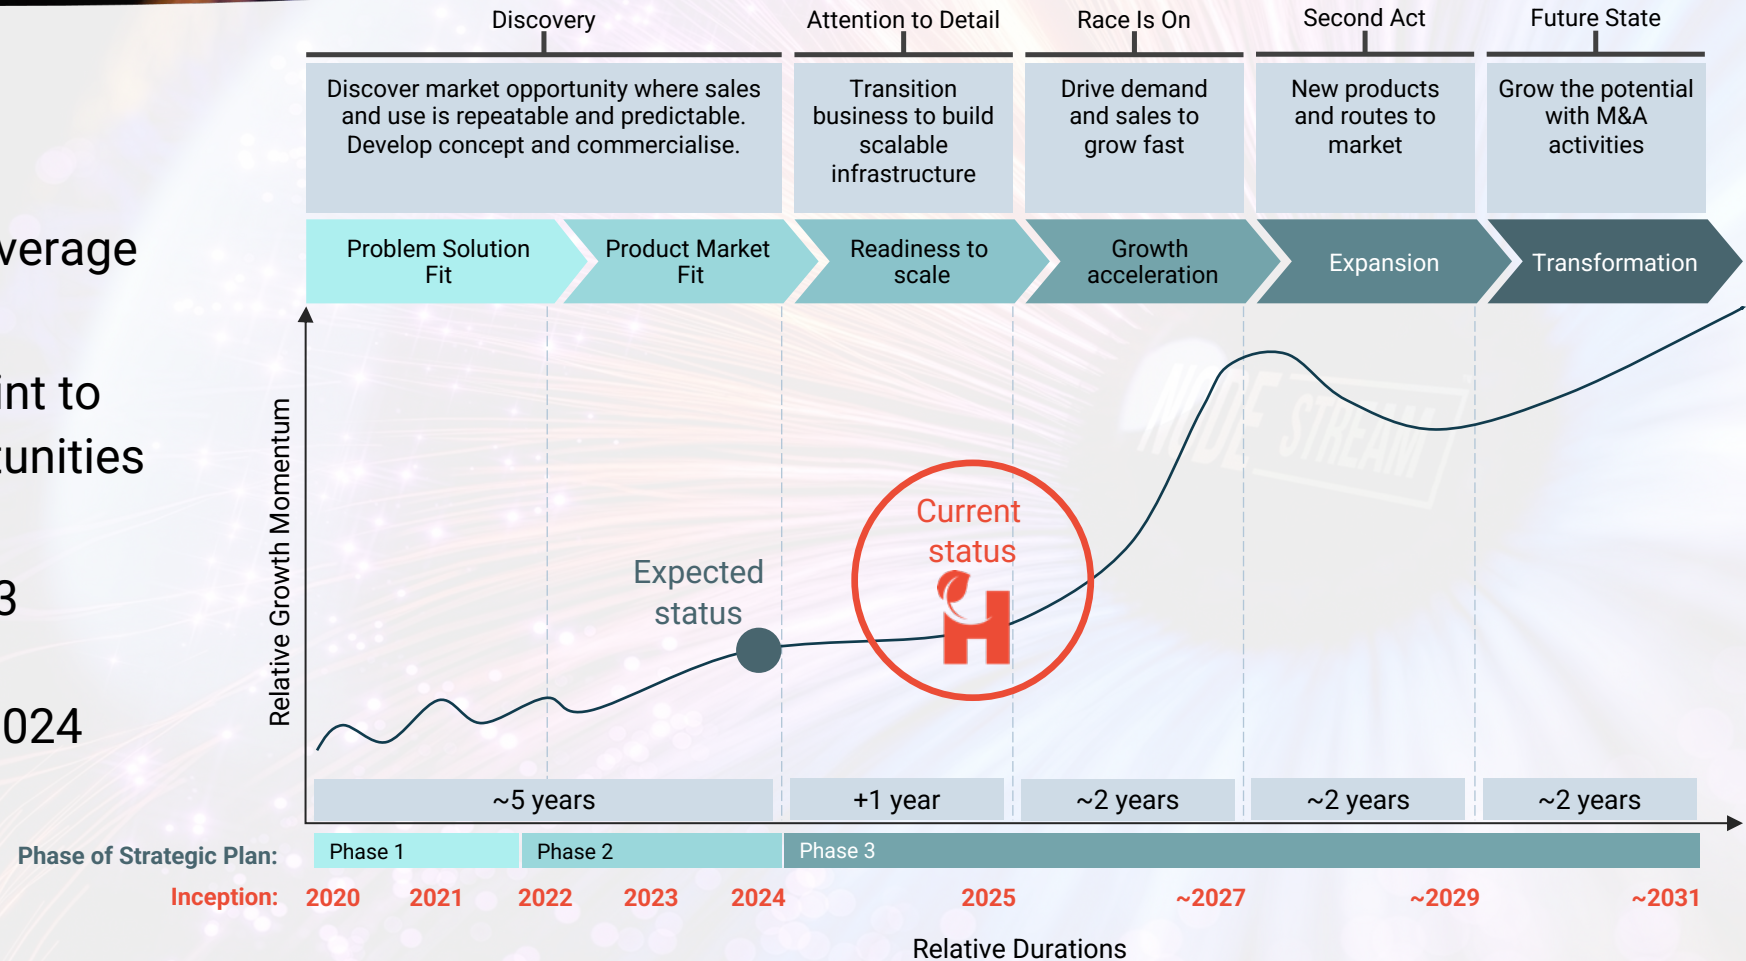 Discovery
Attention to Detail
Race Is On
Second Act
Future State
Discover market opportunity where sales
and use is repeatable and predictable.
Develop concept and commercialise.
Transition
business to build
scalable
infrastructure
Drive demand
and sales to
grow fast
New products
and routes to
market
Grow the potential
with M&A
activities
Problem Solution
Fit
Product Market
Fit
Readiness to
scale
Growth
acceleration
Expansion
Transformation
verage
int to
tunities
3
024
Relative Growth Momentum
Expected
status
Current
status
H
NODE STREAM
~5 years
+1 year
~2 years
~2 years
~2 years
Phase of Strategic Plan:
Phase 1
Phase 2
Phase 3
Inception:
2020
2021
2022
2023
2024
2025
~2027
~2029
~2031
Relative Durations